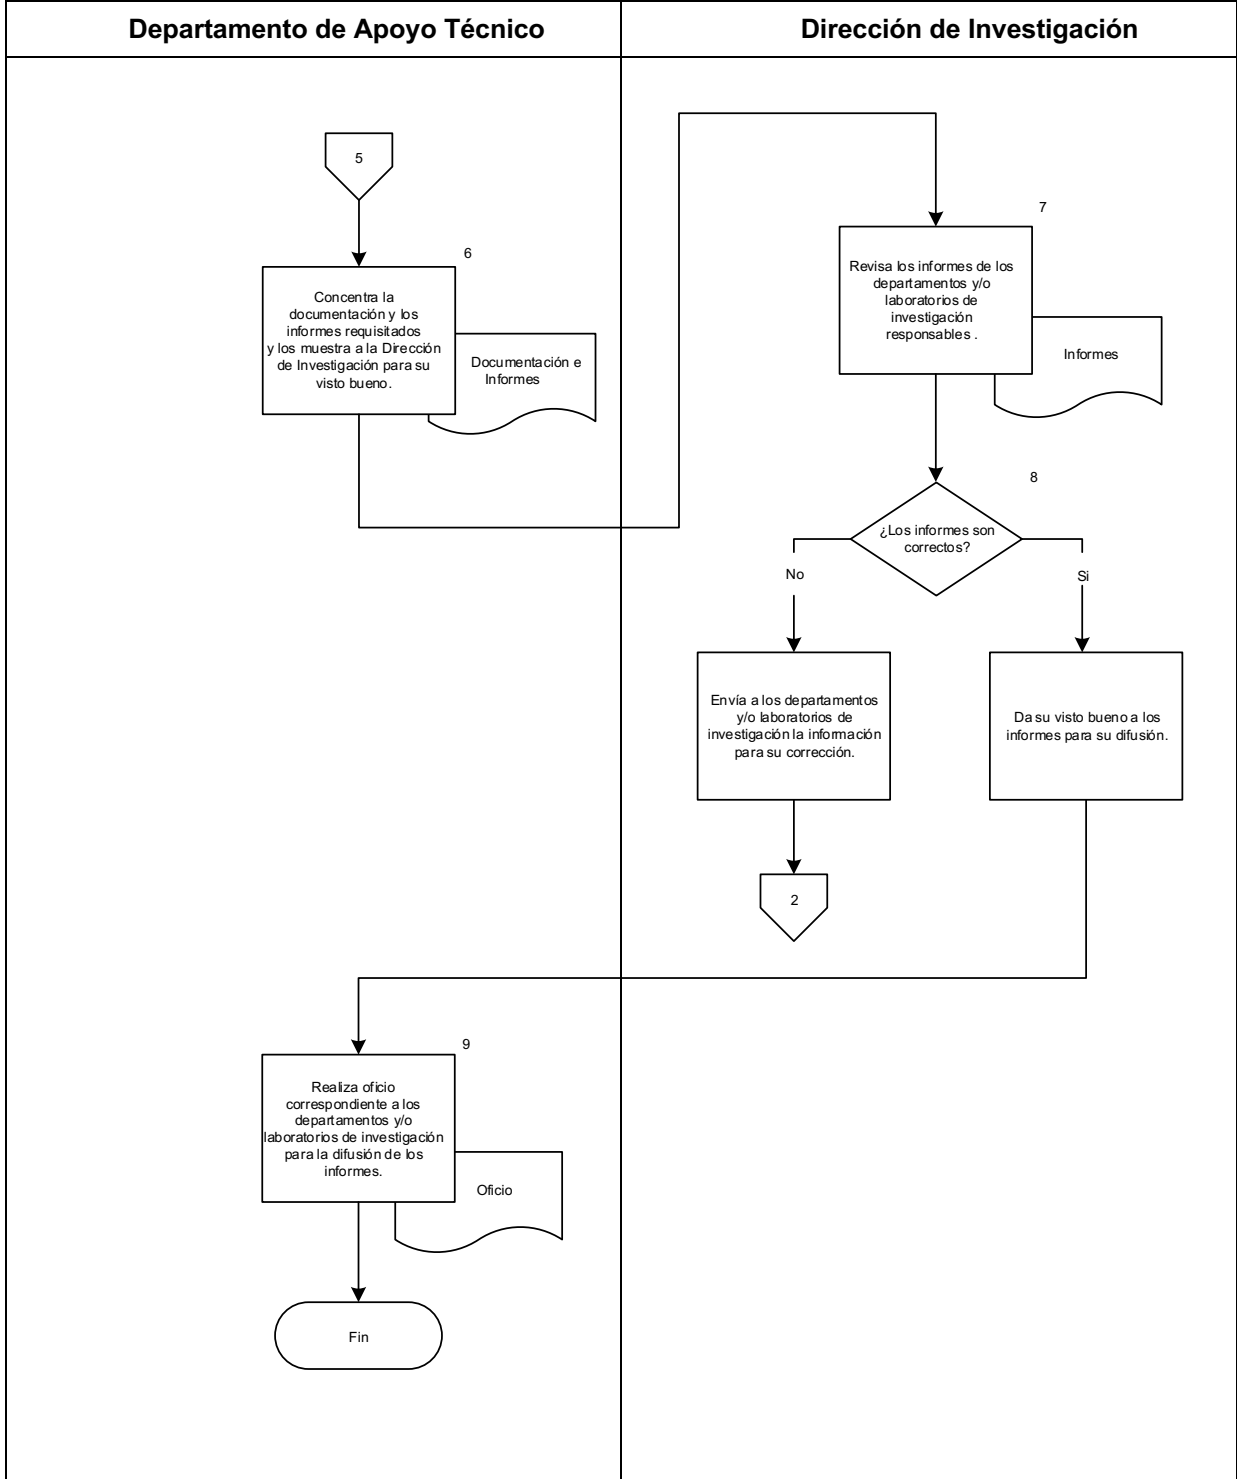 Departamento de Apoyo Técnico
Dirección de Investigación
5
6
Concentra la
documentación y los
informes requisitados
y los muestra a la Dirección
de Investigación para su
visto bueno.
Documentación e
Informes
7
Revisa los informes de los
departamentos y/o
laboratorios de
investigación
responsables .
Informes
8
¿Los informes son
correctos?
No
Si
Envía a los departamentos
y/o laboratorios de
investigación la información
para su corrección.
Da su visto bueno a los
informes para su difusión.
2
9
Realiza oficio
correspondiente a los
departamentos y/o
laboratorios de investigación
para la difusión de los
informes.
Oficio
Fin